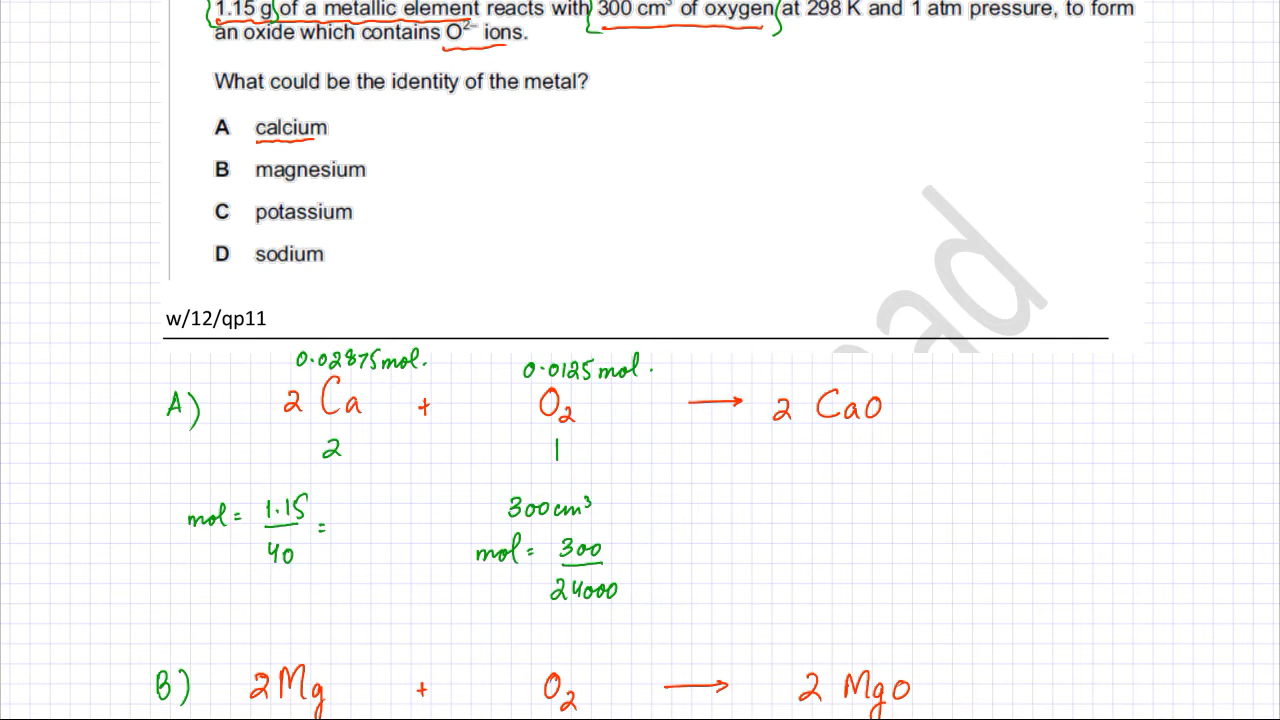 1.15 g of a metallic element reacts with 300 cm³ of oxygen at 298 K and 1 atm pressure, to form
an oxide which contains O²⁻ ions.
What could be the identity of the metal?
A calcium
B magnesium
C potassium
D sodium
w/12/qp11
ad
0.02875 mol. 0.0125 mol.
A) 2 Ca + O₂ → 2 CaO
2 1
mol = 1.15/40 =
300 cm³
mol = 300/24000
B) 2Mg + O₂ → 2 MgO